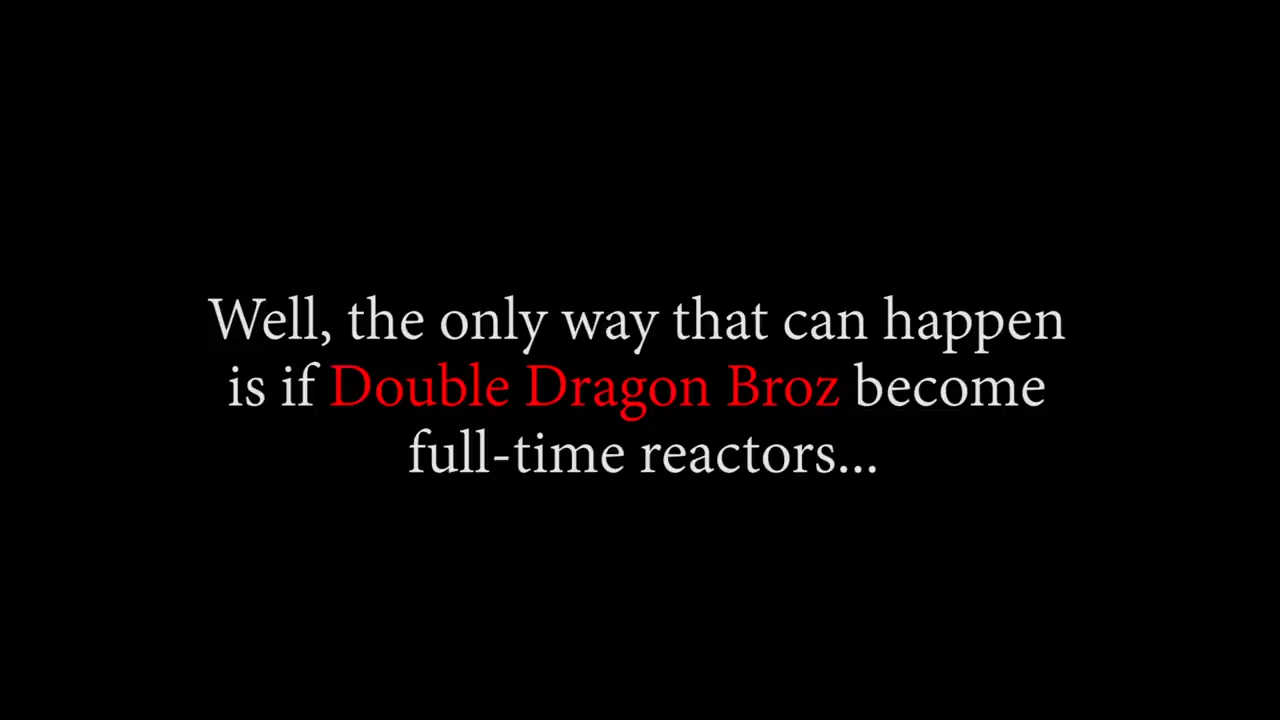 Well, the only way that can happen
is if Double Dragon Broz become
full-time reactors...